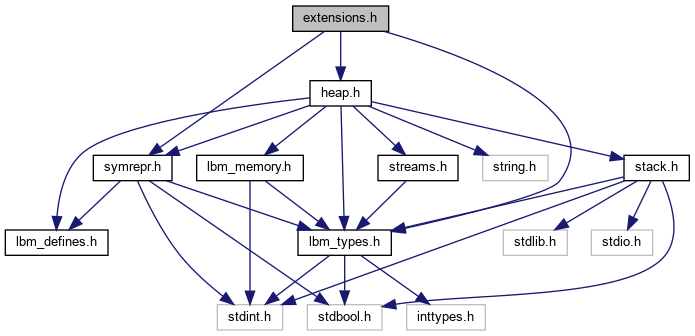 extensions.h
heap.h
symrepr.h
lbm_memory.h
streams.h
string.h
stack.h
lbm_defines.h
lbm_types.h
stdlib.h
stdio.h
stdint.h
stdbool.h
inttypes.h